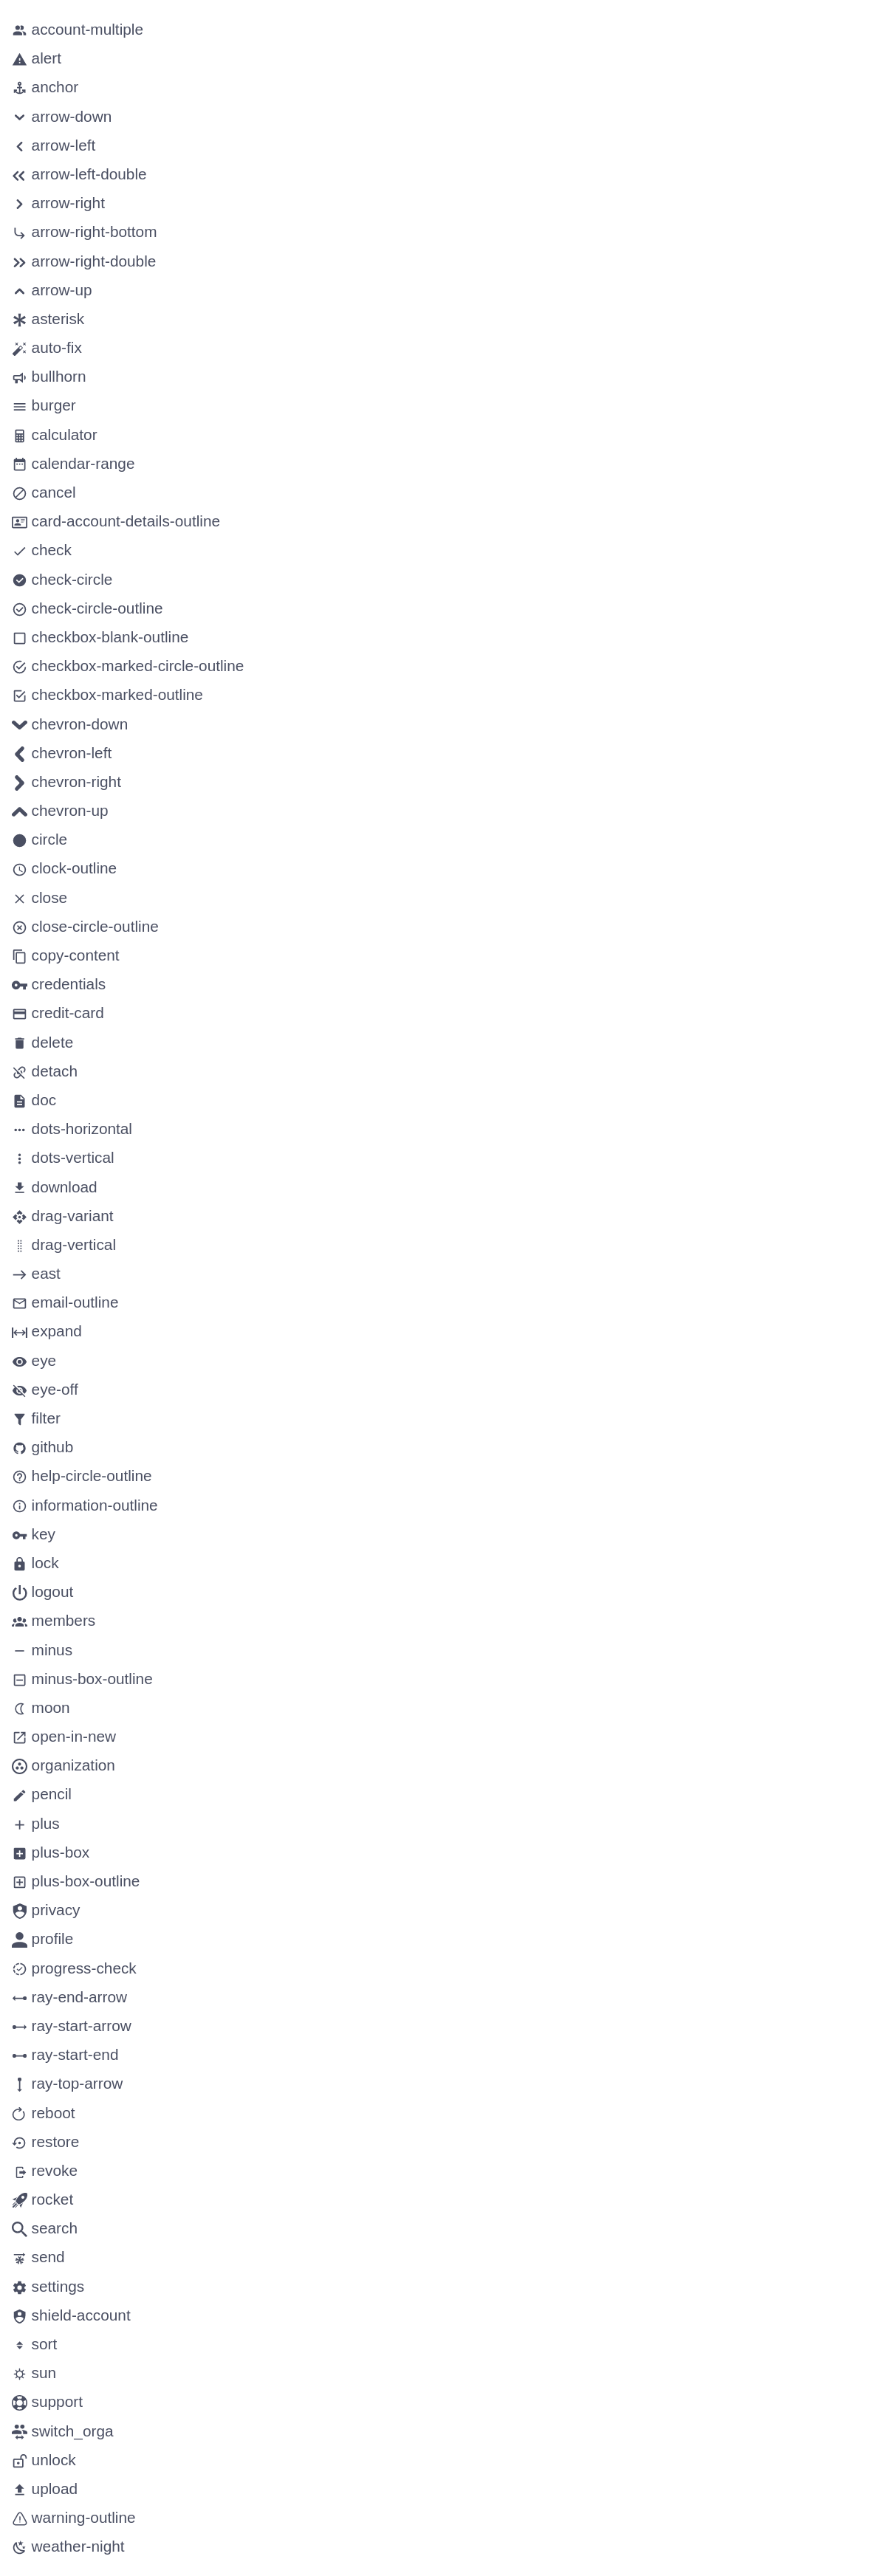 account-multiple
alert
anchor
arrow-down
arrow-left
arrow-left-double
arrow-right
arrow-right-bottom
arrow-right-double
arrow-up
asterisk
auto-fix
bullhorn
burger
calculator
calendar-range
cancel
card-account-details-outline
check
check-circle
check-circle-outline
checkbox-blank-outline
checkbox-marked-circle-outline
checkbox-marked-outline
chevron-down
chevron-left
chevron-right
chevron-up
circle
clock-outline
close
close-circle-outline
copy-content
credentials
credit-card
delete
detach
doc
dots-horizontal
dots-vertical
download
drag-variant
drag-vertical
east
email-outline
expand
eye
eye-off
filter
github
help-circle-outline
information-outline
key
lock
logout
members
minus
minus-box-outline
moon
open-in-new
organization
pencil
plus
plus-box
plus-box-outline
privacy
profile
progress-check
ray-end-arrow
ray-start-arrow
ray-start-end
ray-top-arrow
reboot
restore
revoke
rocket
search
send
settings
shield-account
sort
sun
support
switch_orga
unlock
upload
warning-outline
weather-night